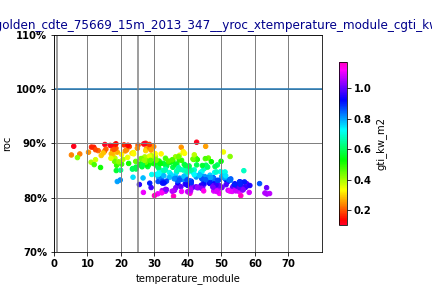 golden_cdte_75669_15m_2013_347__yroc_xtemperature_module_cgti_kw
110%
100%
90%
80%
70%
roc
0 10 20 30 40 50 60 70
temperature_module
1.0
0.8
0.6
0.4
0.2
gti_kw_m2